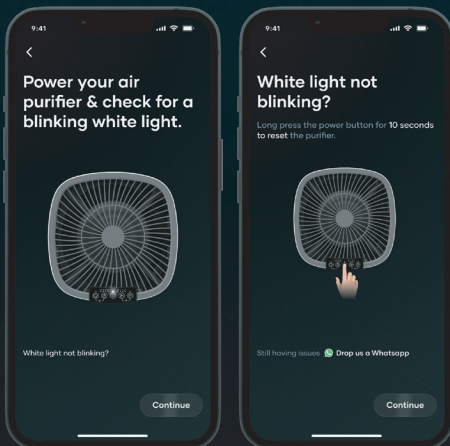 9:41
Power your air
purifier & check for a
blinking white light.
White light not blinking?
Continue
9:41
White light not
blinking?
Long press the power button for 10 seconds
to reset the purifier.
Still having issues Drop us a Whatsapp
Continue